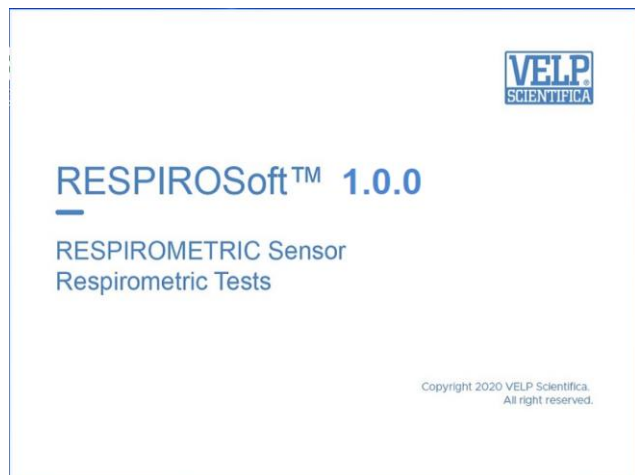 VELP®
SCIENTIFICA
RESPIROSoft™ 1.0.0
RESPIROMETRIC Sensor
Respirometric Tests
Copyright 2020 VELP Scientifica.
All right reserved.